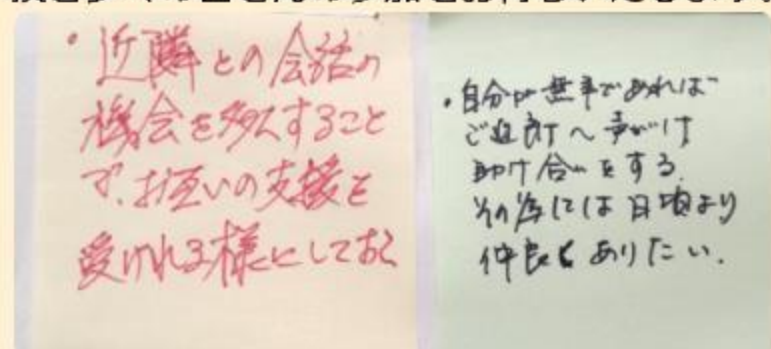 ・近隣との会話の
機会を多くすること
で、お互いの支援を
受けれる様にしておく
・自分が無事であれば
ご近所へ声がけ
助け合いをする。
その為には日頃より
仲良くありたい。